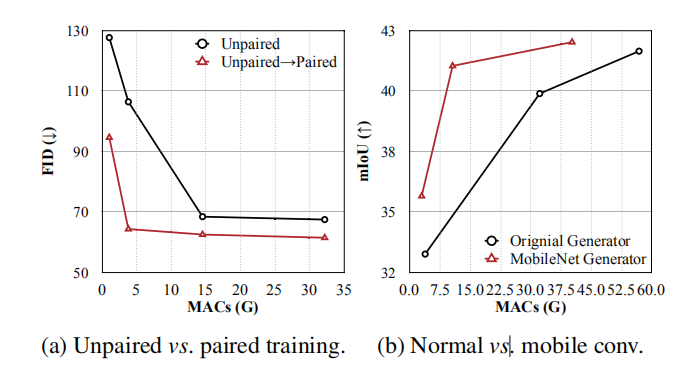 130
110
90
70
50
FID (↓)
Unpaired
Unpaired→Paired
0 5 10 15 20 25 30 35
MACs (G)
(a) Unpaired vs. paired training.
43
40
38
35
32
mIoU (↑)
Orignial Generator
MobileNet Generator
0.0 7.5 15.0 22.5 30.0 37.5 45.0 52.5 60.0
MACs (G)
(b) Normal vs. mobile conv.